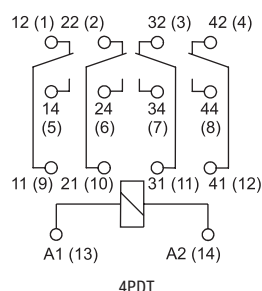 12 (1) 22 (2) 32 (3) 42 (4)
14 24 34 44
(5) (6) (7) (8)
11 (9) 21 (10) 31 (11) 41 (12)
A1 (13) A2 (14)
4PDT